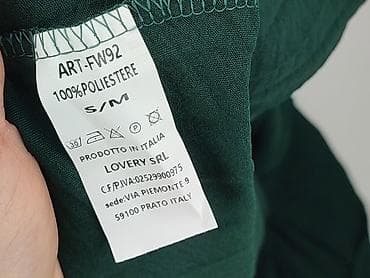 ART-FW92
100%POLIESTERE
S/M
PRODOTTO IN ITALIA
LOVERY SRL
C.F/P.IVA:02529900975
sede:VIA PIEMONTE 9
59100 PRATO ITALY